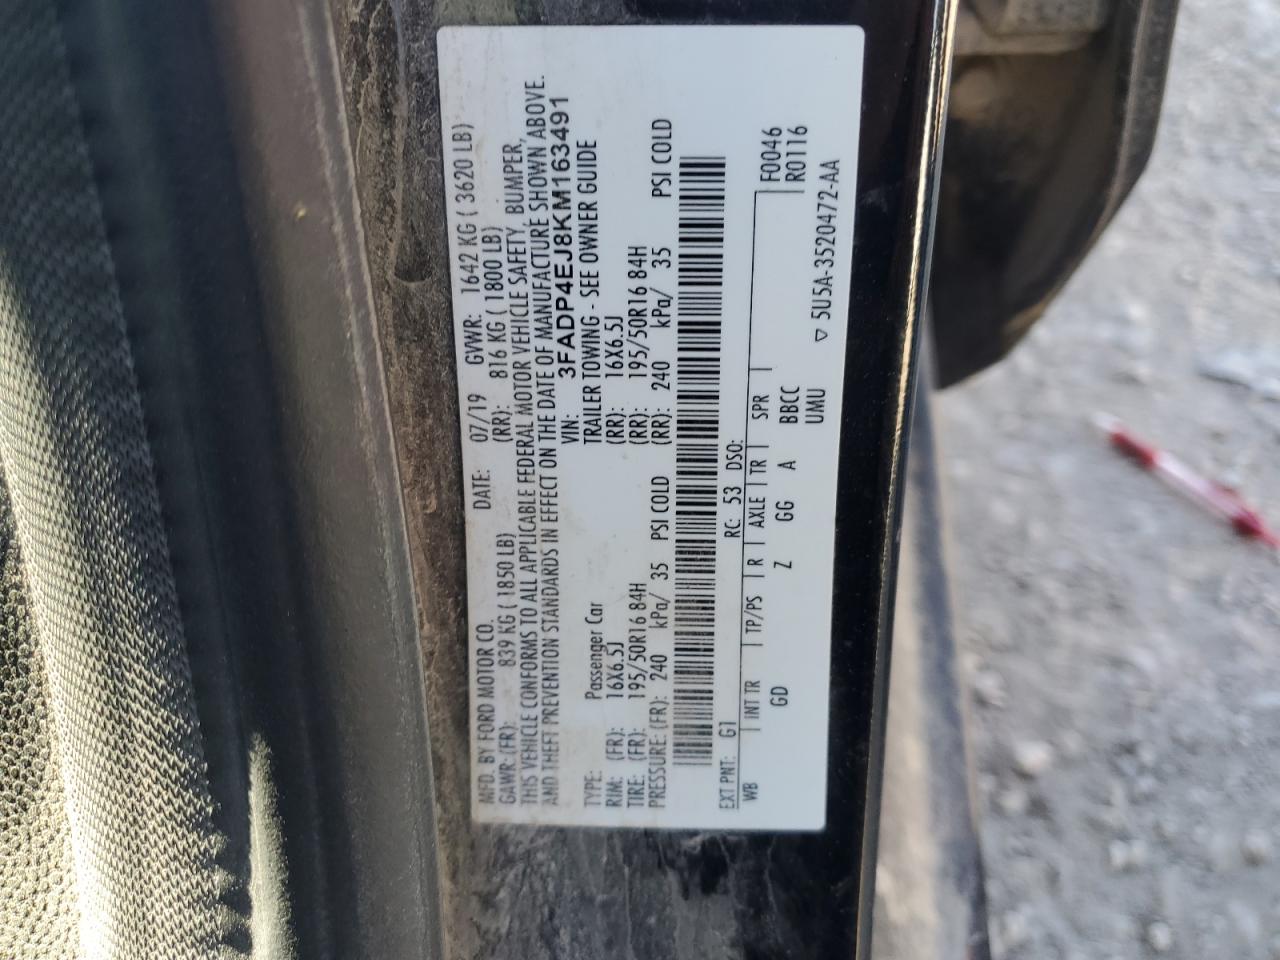 MFD. BY FORD MOTOR CO. DATE: 07/19 GVWR: 1642 KG ( 3620 LB)
GAWR: (FR): 839 KG ( 1850 LB) (RR): 816 KG ( 1800 LB)
THIS VEHICLE CONFORMS TO ALL APPLICABLE FEDERAL MOTOR VEHICLE SAFETY, BUMPER,
AND THEFT PREVENTION STANDARDS IN EFFECT ON THE DATE OF MANUFACTURE SHOWN ABOVE.
VIN: 3FADP4EJ8KM163491
TYPE: Passenger Car TRAILER TOWING - SEE OWNER GUIDE
RIM: (FR): 16X6.5J (RR): 16X6.5J
TIRE: (FR): 195/50R16 84H (RR): 195/50R16 84H
PRESSURE: (FR): 240 kPa/ 35 PSI COLD (RR): 240 kPa/ 35 PSI COLD
EXT PNT: G1 RC: 53 DSO: F0046
WB INT TR TP/PS R AXLE TR SPR R0116
GD Z GG A BBCC
UMU ▽ 5U5A-3520472-AA